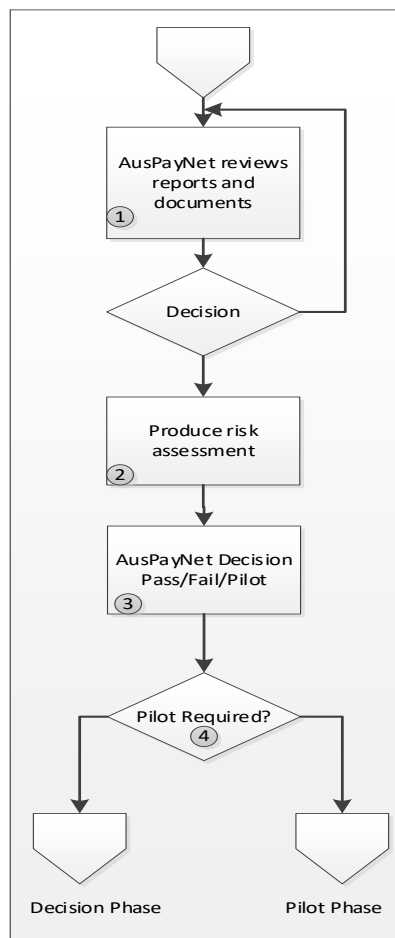 AusPayNet reviews
reports and
documents
1
Decision
Produce risk
assessment
2
AusPayNet Decision
Pass/Fail/Pilot
3
Pilot Required?
4
Decision Phase
Pilot Phase